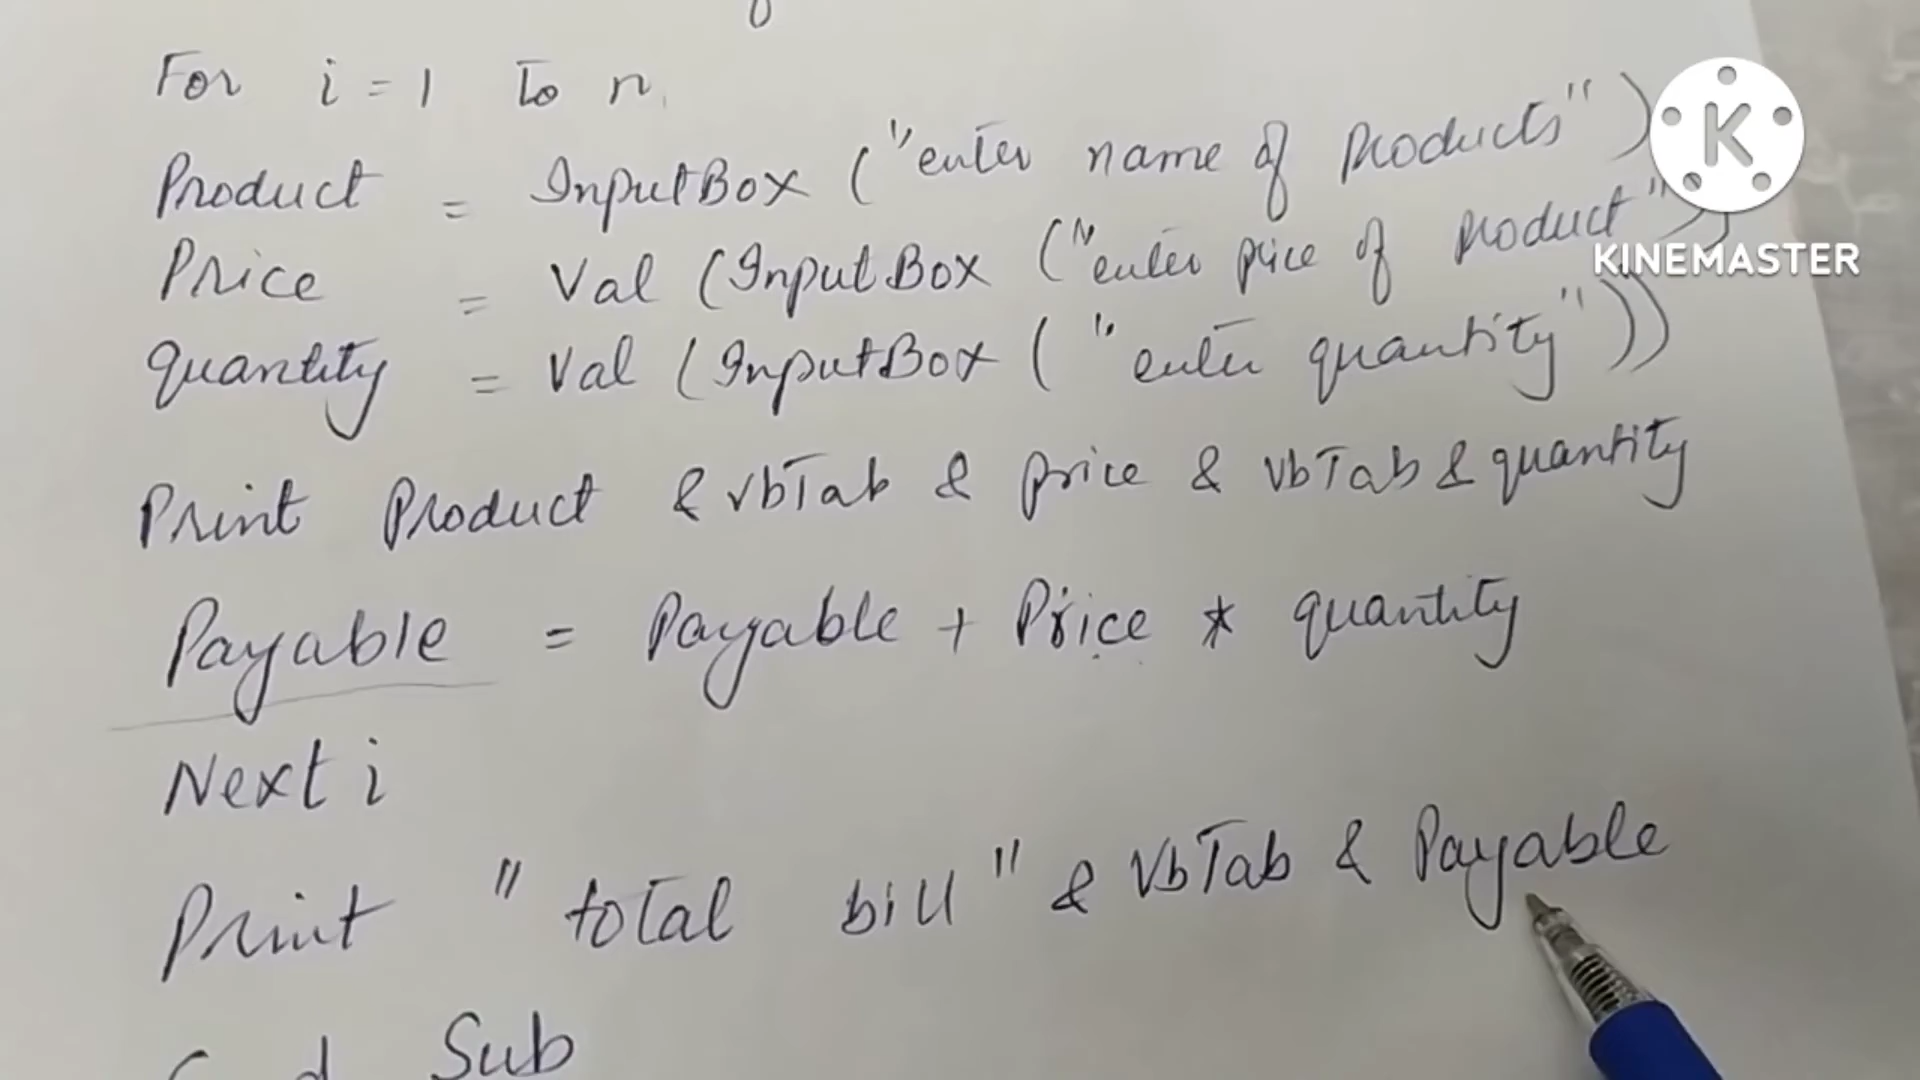 For i = 1 To n
Product = InputBox ("enter name of products")
Price = Val (InputBox ("enter price of product"))
quantity = Val (InputBox ("enter quantity"))
Print Product & vbTab & price & VbTab & quantity
Payable = Payable + Price * quantity
Next i
Print "total bill" & VbTab & Payable
End Sub
K
KINEMASTER